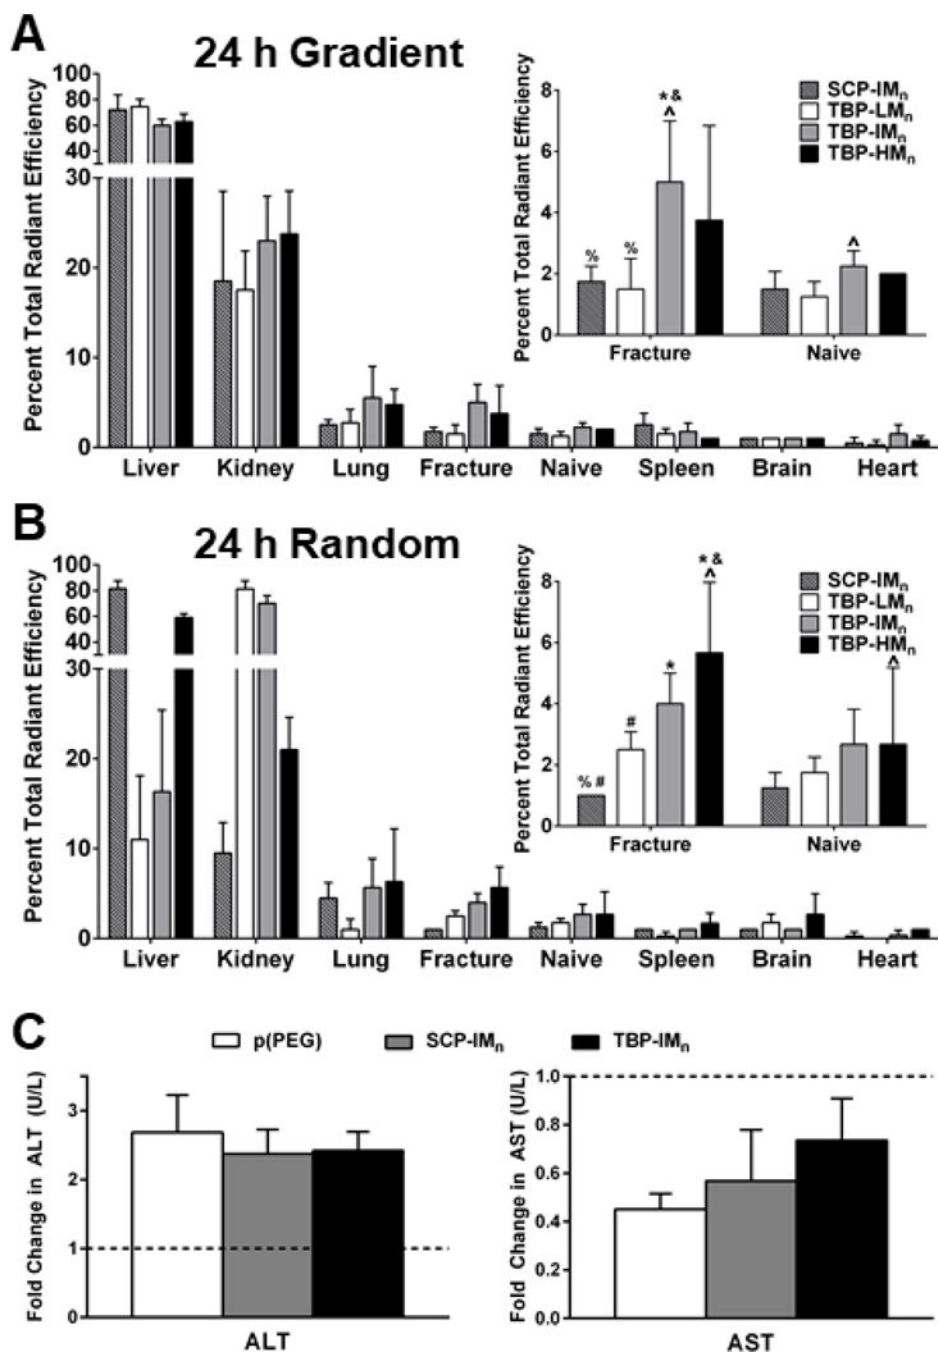 A
24 h Gradient
Percent Total Radiant Efficiency
100
80
60
40
30
20
10
0
Liver Kidney Lung Fracture Naive Spleen Brain Heart
Percent Total Radiant Efficiency
8
6
4
2
0
% % *& ^ ^
Fracture Naive
SCP-IMn
TBP-LMn
TBP-IMn
TBP-HMn
B
24 h Random
Percent Total Radiant Efficiency
100
80
60
40
30
20
10
0
Liver Kidney Lung Fracture Naive Spleen Brain Heart
Percent Total Radiant Efficiency
8
6
4
2
0
% # # * *& ^ ^
Fracture Naive
SCP-IMn
TBP-LMn
TBP-IMn
TBP-HMn
C
p(PEG) SCP-IMn TBP-IMn
Fold Change in ALT (U/L)
3
2
1
0
ALT
Fold Change in AST (U/L)
1.0
0.8
0.6
0.4
0.2
0.0
AST